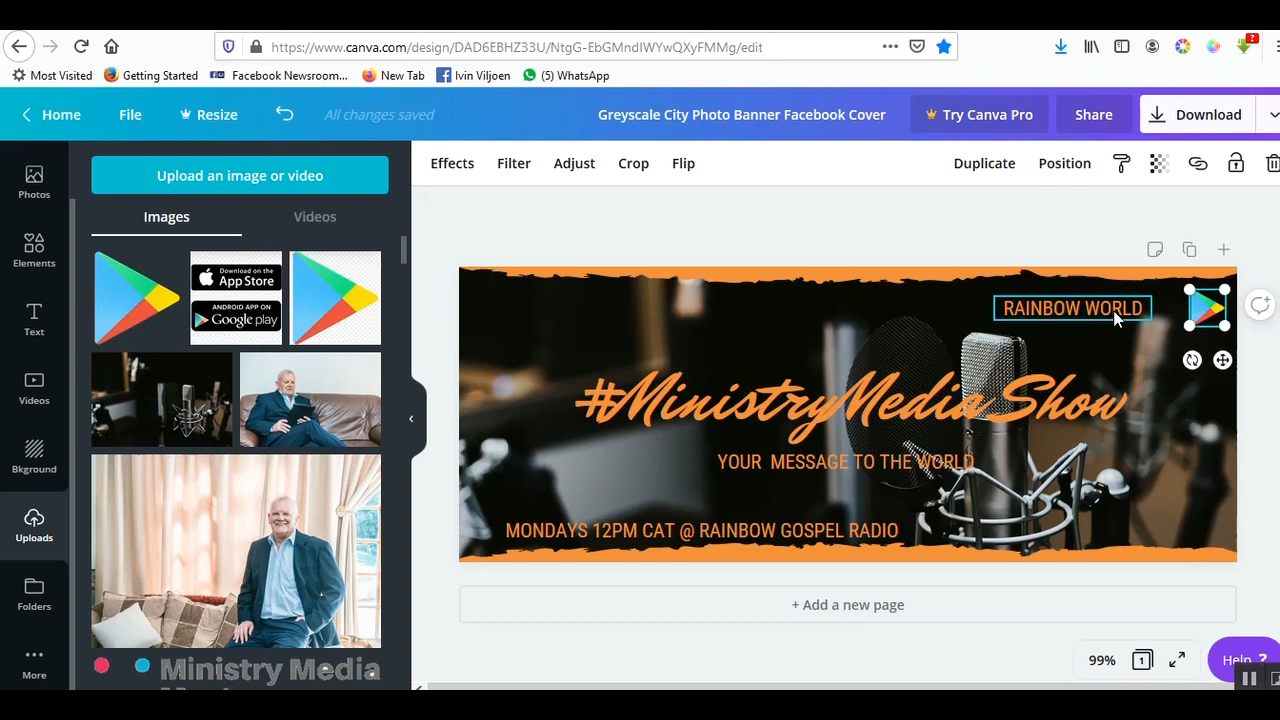 https://www.canva.com/design/DAD6EBHZ33U/NtgG-EbGMndIWYwQXyFMMg/edit
Most Visited Getting Started Facebook Newsroom... New Tab Ivin Viljoen (5) WhatsApp
Home File Resize All changes saved Greyscale City Photo Banner Facebook Cover Try Canva Pro Share Download
Effects Filter Adjust Crop Flip Duplicate Position
Photos
Elements
Text
Videos
Bkground
Uploads
Folders
More
Upload an image or video
Images Videos
Download on the
App Store
ANDROID APP ON
Google play
Ministry Media
RAINBOW WORLD
#MinistryMediaShow
YOUR MESSAGE TO THE WORLD
MONDAYS 12PM CAT @ RAINBOW GOSPEL RADIO
+ Add a new page
99% 1 Help ?